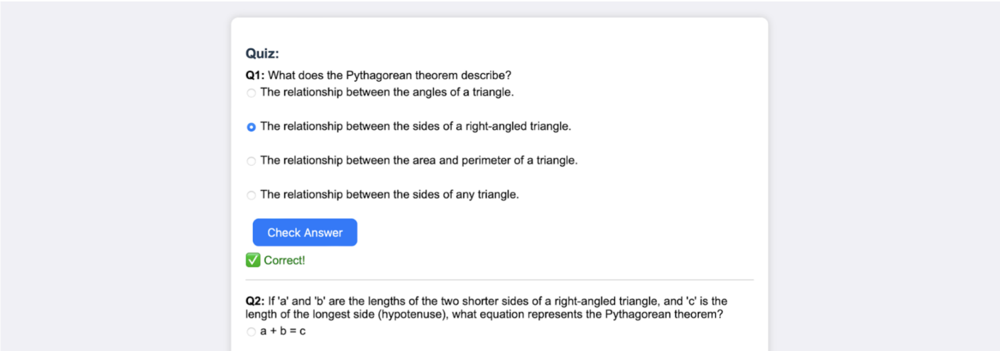 Quiz:
Q1: What does the Pythagorean theorem describe?
The relationship between the angles of a triangle.
The relationship between the sides of a right-angled triangle.
The relationship between the area and perimeter of a triangle.
The relationship between the sides of any triangle.
Check Answer
✅ Correct!
Q2: If 'a' and 'b' are the lengths of the two shorter sides of a right-angled triangle, and 'c' is the
length of the longest side (hypotenuse), what equation represents the Pythagorean theorem?
a + b = c